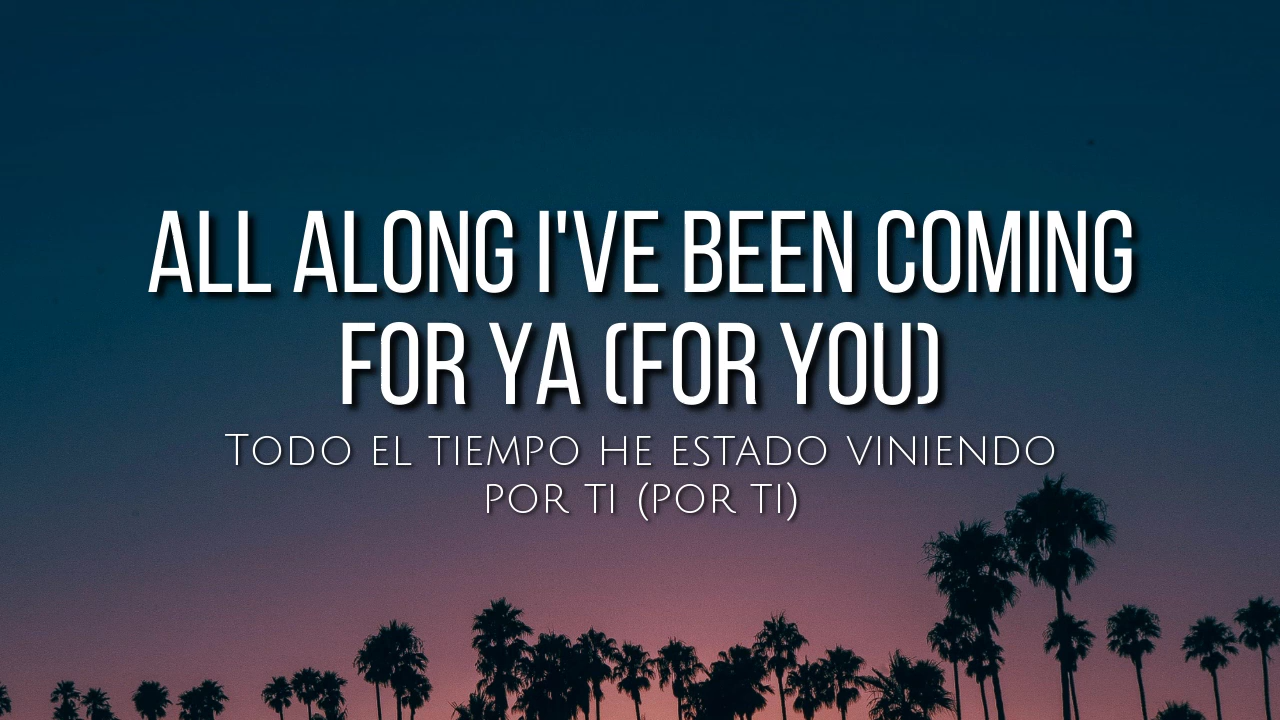 ALL ALONG I'VE BEEN COMING
FOR YA (FOR YOU)
TODO EL TIEMPO HE ESTADO VINIENDO
POR TI (POR TI)